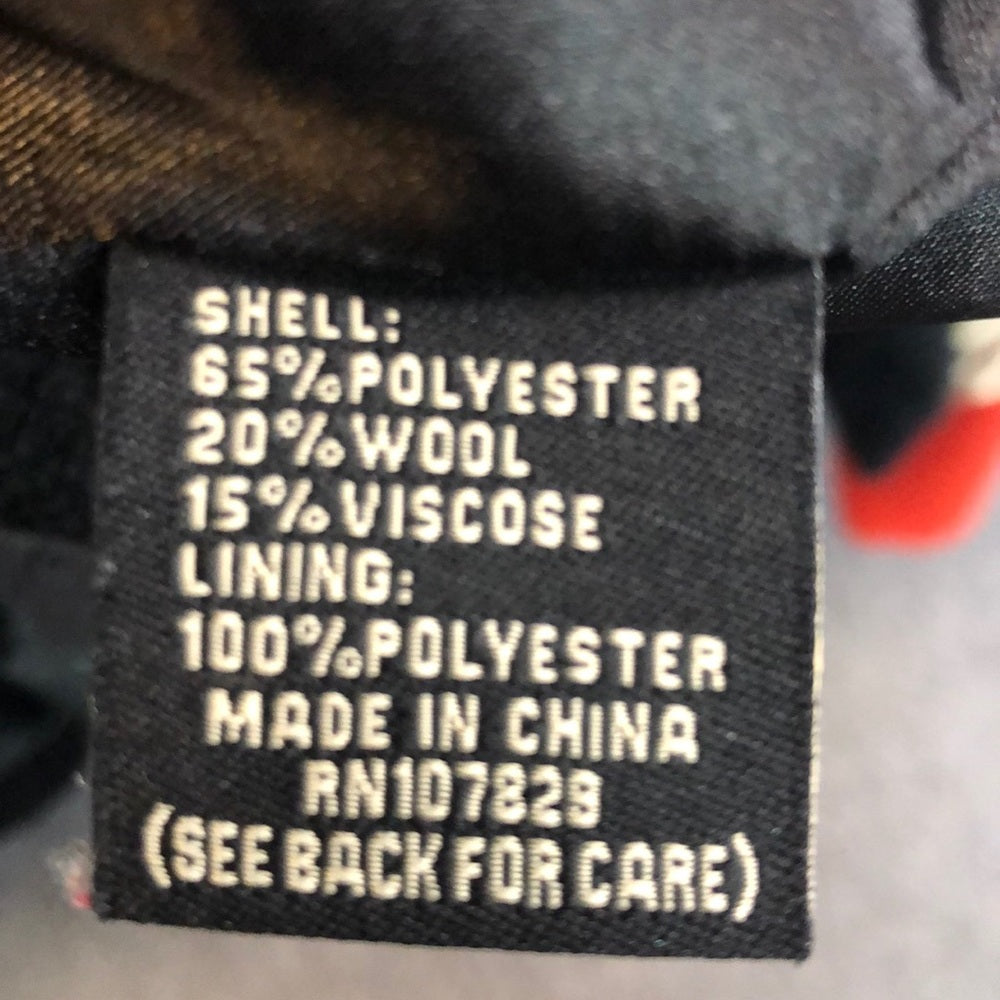 SHELL:
65%POLYESTER
20%WOOL
15%VISCOSE
LINING:
100%POLYESTER
MADE IN CHINA
RN107828
(SEE BACK FOR CARE)